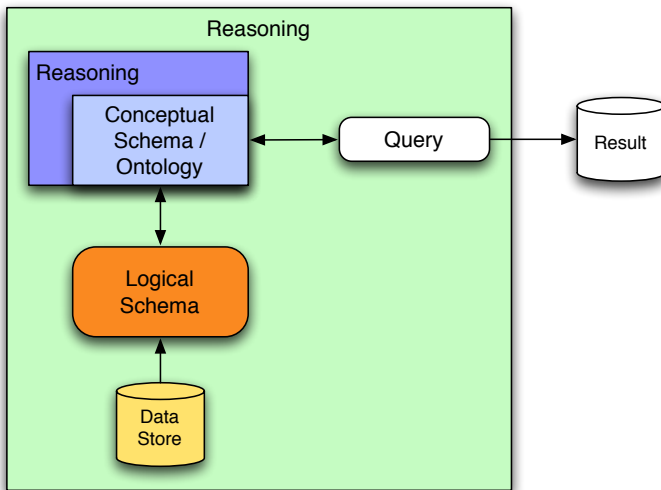 Reasoning
Reasoning
Conceptual
Schema /
Ontology
Query
Result
Logical
Schema
Data
Store